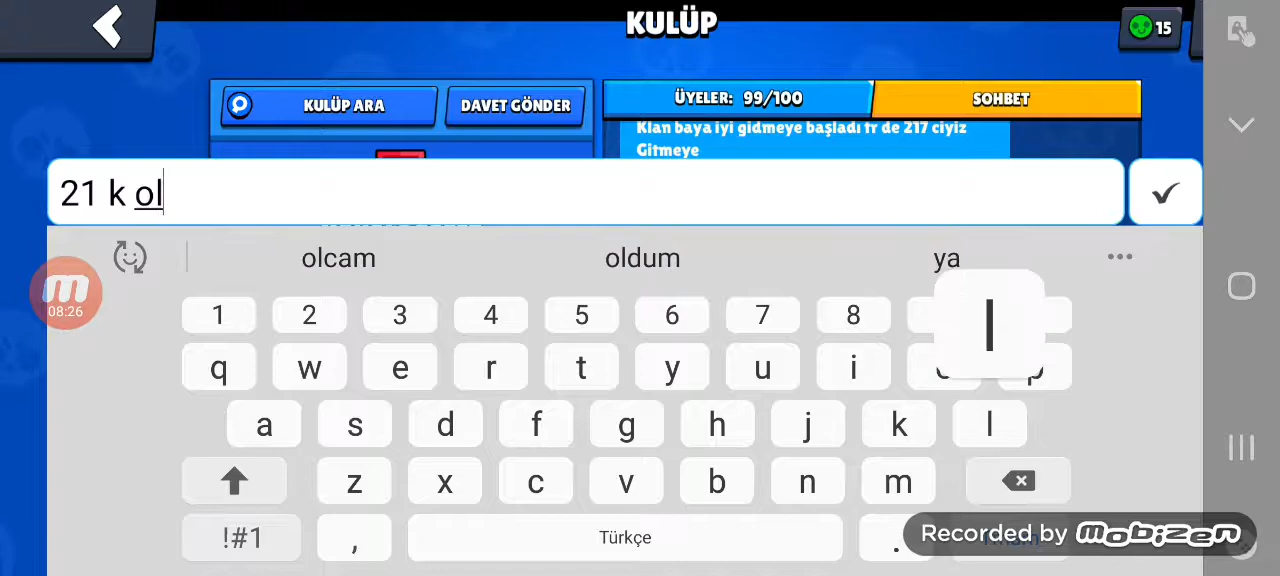 KULÜP
15
KULÜP ARA
DAVET GÖNDER
ÜYELER: 99/100
SOHBET
Klan baya iyi gidmeye başladı tr de 217 ciyiz
Gitmeye
21 k ol
olcam
oldum
ya
08:26
1 2 3 4 5 6 7 8
l
q w e r t y u i p
a s d f g h j k l
z x c v b n m
!#1 , Türkçe .
Recorded by mobizen